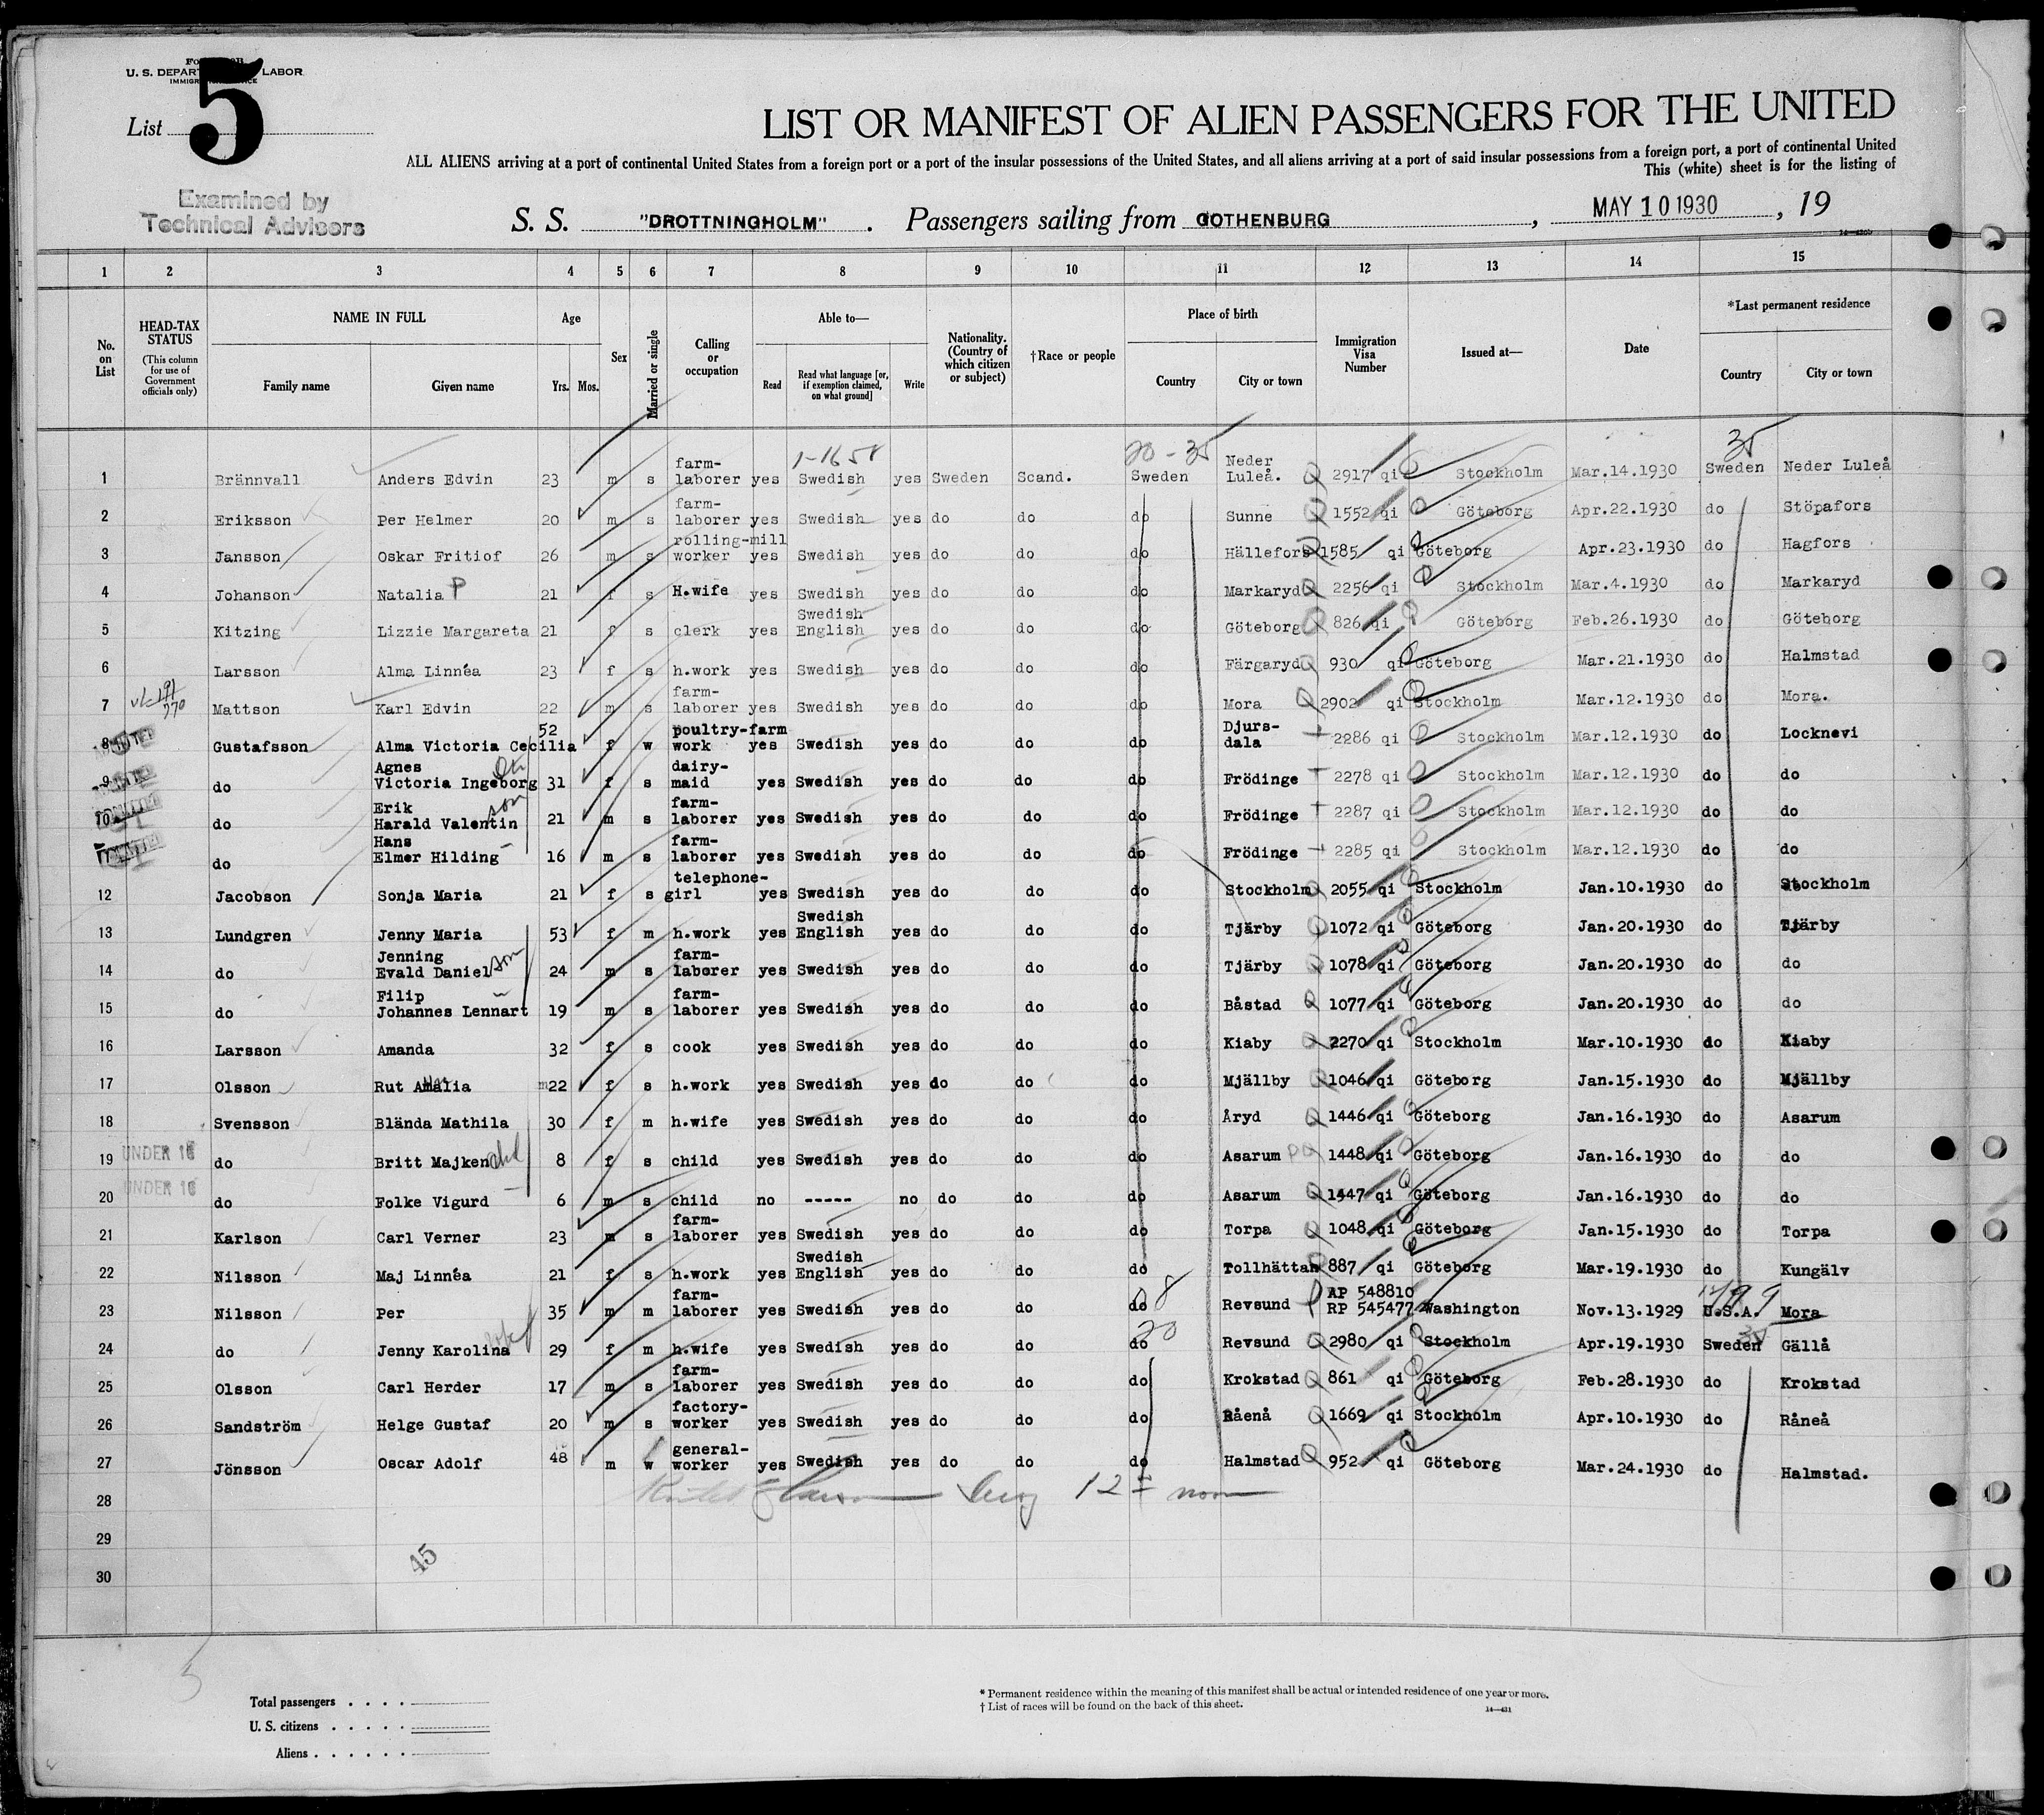 U. S. DEPAR LABOR
List 5
LIST OR MANIFEST OF ALIEN PASSENGERS FOR THE UNITED
ALL ALIENS arriving at a port of continental United States from a foreign port or a port of the insular possessions of the United States, and all aliens arriving at a port of said insular possessions from a foreign port, a port of continental United
This (white) sheet is for the listing of
Examined by
Technical Advisors
S. S. "DROTTNINGHOLM" . Passengers sailing from GOTHENBURG , MAY 10 1930 , 19
1 2 3 4 5 6 7 8 9 10 11 12 13 14 15
No. on List
HEAD-TAX STATUS (This column for use of Government officials only)
NAME IN FULL
Family name Given name
Age
Yrs. Mos.
Sex
Married or single
Calling or occupation
Able to—
Read Read what language [or, if exemption claimed, on what ground] Write
Nationality. (Country of which citizen or subject)
†Race or people
Place of birth
Country City or town
Immigration Visa Number
Issued at—
Date
*Last permanent residence
Country City or town
20 - 35 35
1 Brännvall Anders Edvin 23 m s farm-laborer yes Swedish yes Sweden Scand. Sweden Neder Luleå. 2917 qi Stockholm Mar.14.1930 Sweden Neder Luleå
2 Eriksson Per Helmer 20 m s farm-laborer yes Swedish yes do do do Sunne 1552 qi Göteborg Apr.22.1930 do Stöpafors
3 Jansson Oskar Fritiof 26 m s rolling-mill worker yes Swedish yes do do do Hällefors 1585 qi Göteborg Apr.23.1930 do Hagfors
4 Johanson Natalia P 21 f s H.wife yes Swedish yes do do do Markaryd 2256 qi Stockholm Mar.4.1930 do Markaryd
5 Kitzing Lizzie Margareta 21 f s clerk yes Swedish English yes do do do Göteborg 826 qi Göteborg Feb.26.1930 do Göteborg
6 Larsson Alma Linnéa 23 f s h.work yes Swedish yes do do do Färgaryd 930 qi Göteborg Mar.21.1930 do Halmstad
7 Mattson Karl Edvin 22 m s farm-laborer yes Swedish yes do do do Mora 2902 qi Stockholm Mar.12.1930 do Mora.
8 Gustafsson Alma Victoria Cecilia 52 f w poultry-farm work yes Swedish yes do do do Djurs-dala 2286 qi Stockholm Mar.12.1930 do Locknevi
9 do Agnes Victoria Ingeborg 31 f s dairy-maid yes Swedish yes do do do Frödinge 2278 qi Stockholm Mar.12.1930 do do
10 do Erik Harald Valentin son 21 m s farm-laborer yes Swedish yes do do do Frödinge 2287 qi Stockholm Mar.12.1930 do do
11 do Hans Elmer Hilding 16 m s farm-laborer yes Swedish yes do do do Frödinge 2285 qi Stockholm Mar.12.1930 do do
12 Jacobson Sonja Maria 21 f s telephone-girl yes Swedish yes do do do Stockholm 2055 qi Stockholm Jan.10.1930 do Stockholm
13 Lundgren Jenny Maria 53 f m h.work yes Swedish English yes do do do Tjärby 1072 qi Göteborg Jan.20.1930 do Tjärby
14 do Jenning Evald Daniel son 24 m s farm-laborer yes Swedish yes do do do Tjärby 1078 qi Göteborg Jan.20.1930 do do
15 do Filip Johannes Lennart 19 m s farm-laborer yes Swedish yes do do do Båstad 1077 qi Göteborg Jan.20.1930 do do
16 Larsson Amanda 32 f s cook yes Swedish yes do do do Kiaby 2270 qi Stockholm Mar.10.1930 do Kiaby
17 Olsson Rut Amalia 22 f s h.work yes Swedish yes do do do Mjällby 1046 qi Göteborg Jan.15.1930 do Mjällby
18 Svensson Blända Mathila 30 f m h.wife yes Swedish yes do do do Åryd 1446 qi Göteborg Jan.16.1930 do Asarum
19 UNDER 16 do Britt Majken 8 f s child yes Swedish yes do do do Asarum 1448 qi Göteborg Jan.16.1930 do do
20 UNDER 16 do Folke Vigurd 6 m s child no ----- no do do do Asarum 1447 qi Göteborg Jan.16.1930 do do
21 Karlson Carl Verner 23 m s farm-laborer yes Swedish yes do do do Torpa 1048 qi Göteborg Jan.15.1930 do Torpa
22 Nilsson Maj Linnéa 21 f s h.work yes Swedish English yes do do do Tollhättan 887 qi Göteborg Mar.19.1930 do Kungälv
23 Nilsson Per 35 m m farm-laborer yes Swedish yes do do do Revsund AP 548810 RP 545477 Washington Nov.13.1929 U.S.A. Mora
24 do Jenny Karolina 29 f m h.wife yes Swedish yes do do do Revsund 2980 qi Stockholm Apr.19.1930 Sweden Gällå
25 Olsson Carl Herder 17 m s farm-laborer yes Swedish yes do do do Krokstad 861 qi Göteborg Feb.28.1930 do Krokstad
26 Sandström Helge Gustaf 20 m s factory-worker yes Swedish yes do do do Råenå 1669 qi Stockholm Apr.10.1930 do Råneå
27 Jönsson Oscar Adolf 48 m w general-worker yes Swedish yes do do do Halmstad 952 qi Göteborg Mar.24.1930 do Halmstad.
28 12 noon
29
30
45
Total passengers . . . .
U. S. citizens . . . . .
Aliens . . . . . .
* Permanent residence within the meaning of this manifest shall be actual or intended residence of one year or more.
† List of races will be found on the back of this sheet.
14—431